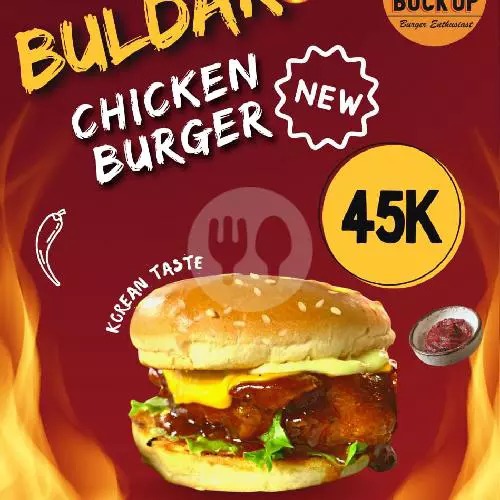 BULDAK
BUCK UP
Burger Enthusiast
CHICKEN
BURGER
NEW
45K
KOREAN TASTE